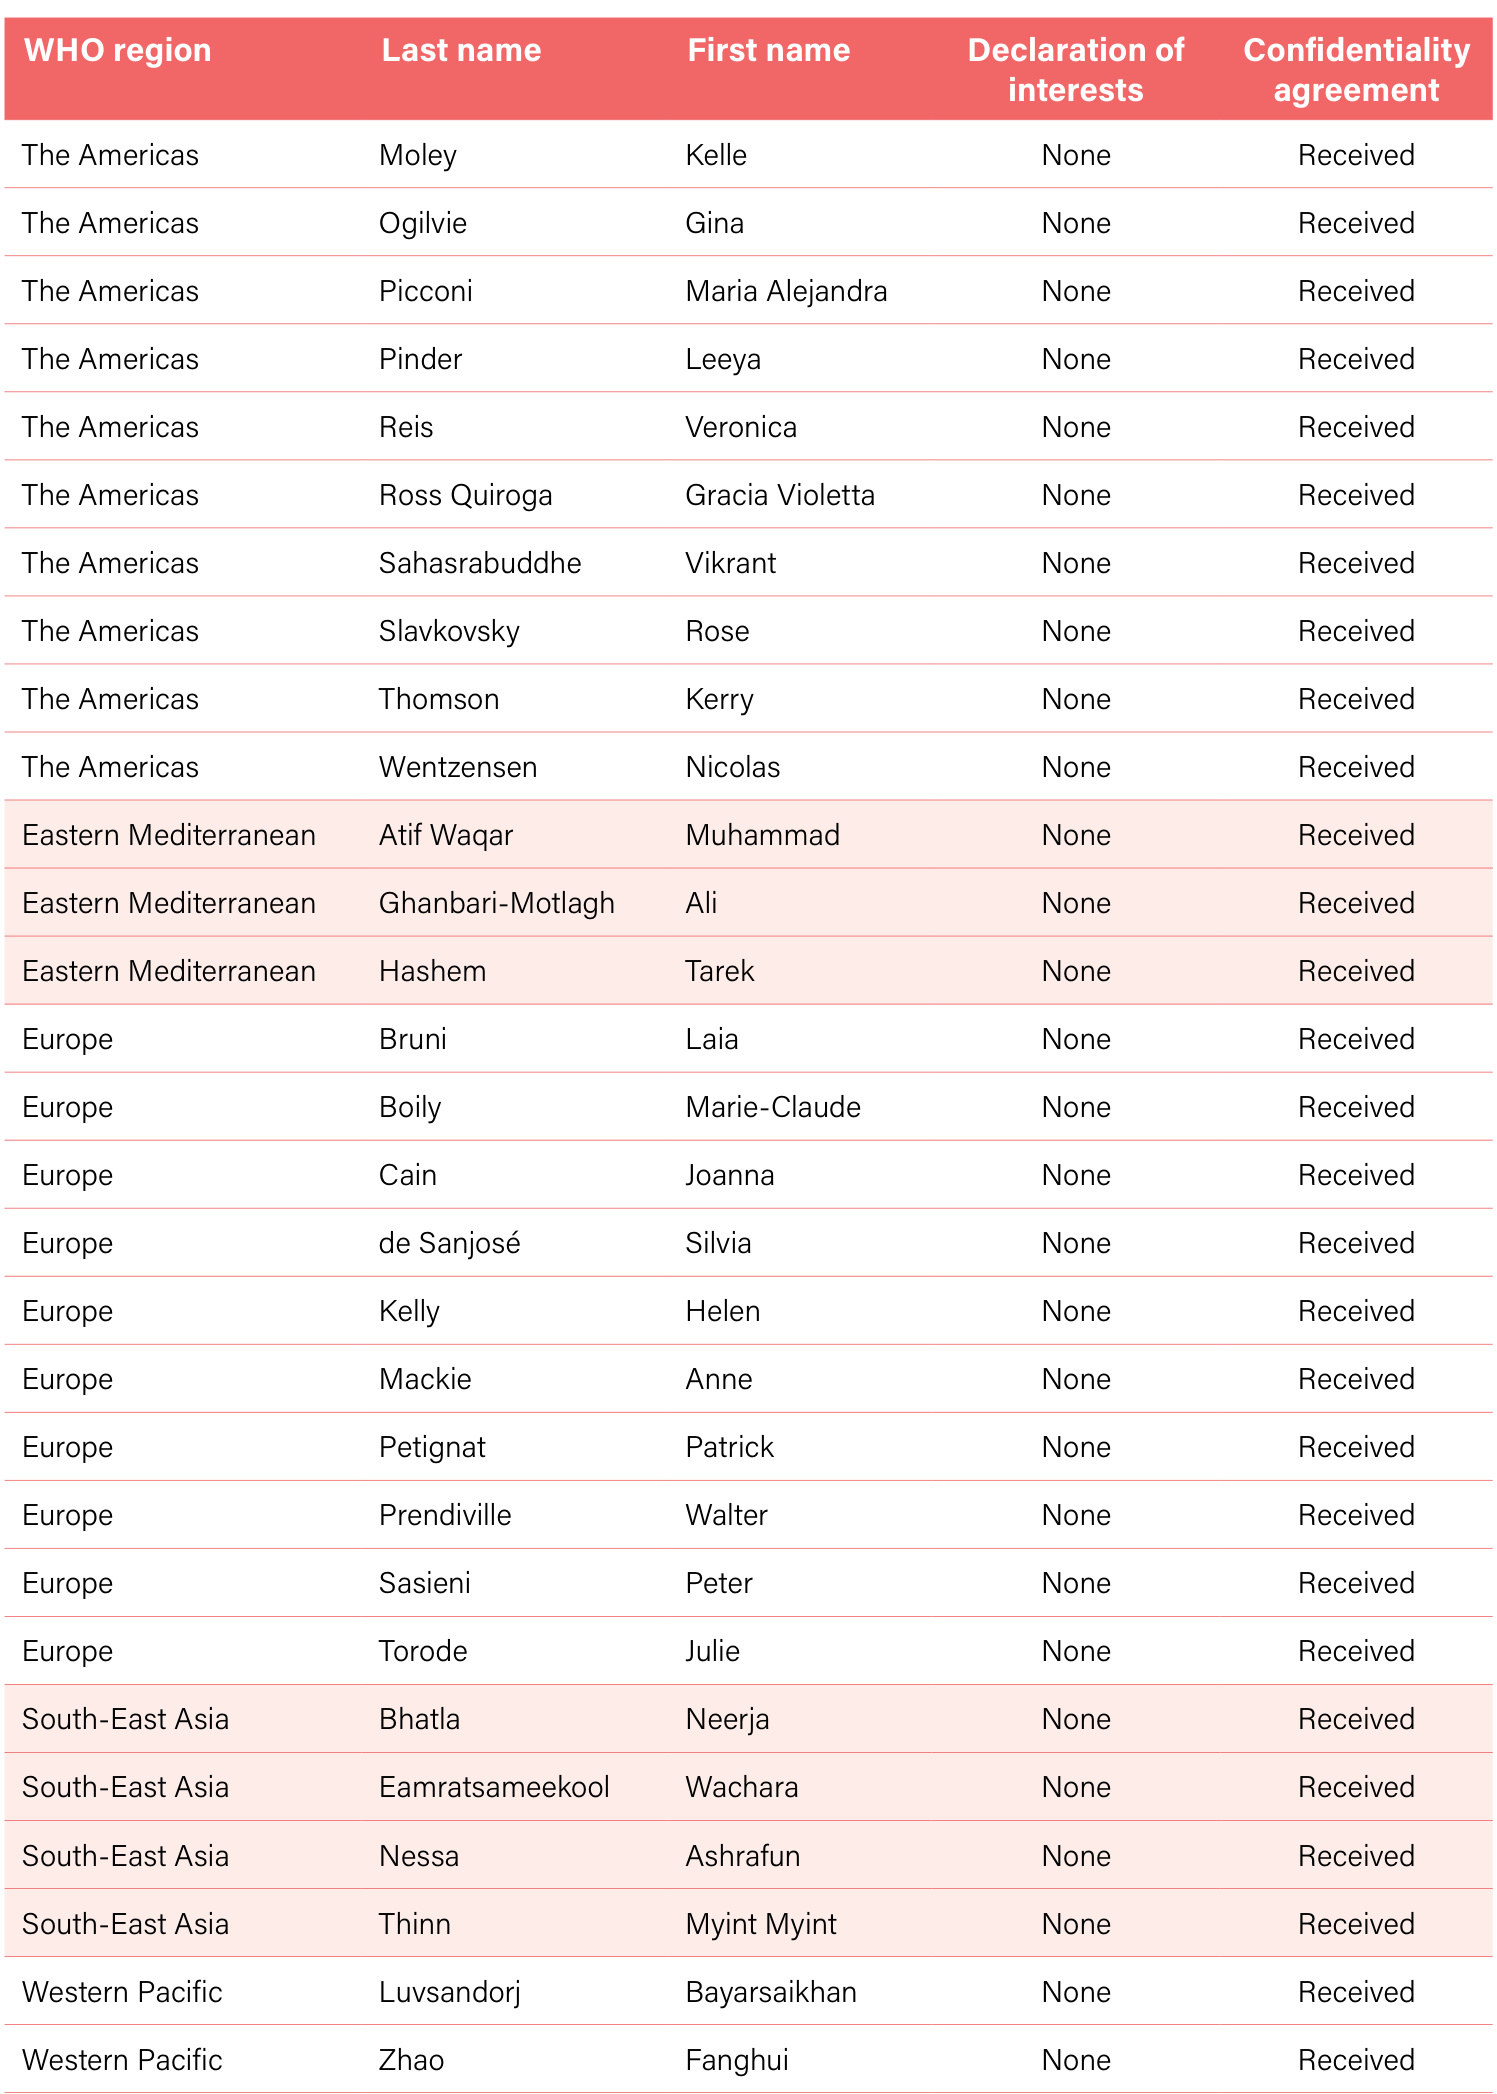 WHO region Last name First name Declaration of interests Confidentiality agreement
The Americas Moley Kelle None Received
The Americas Ogilvie Gina None Received
The Americas Picconi Maria Alejandra None Received
The Americas Pinder Leeya None Received
The Americas Reis Veronica None Received
The Americas Ross Quiroga Gracia Violetta None Received
The Americas Sahasrabuddhe Vikrant None Received
The Americas Slavkovsky Rose None Received
The Americas Thomson Kerry None Received
The Americas Wentzensen Nicolas None Received
Eastern Mediterranean Atif Waqar Muhammad None Received
Eastern Mediterranean Ghanbari-Motlagh Ali None Received
Eastern Mediterranean Hashem Tarek None Received
Europe Bruni Laia None Received
Europe Boily Marie-Claude None Received
Europe Cain Joanna None Received
Europe de Sanjosé Silvia None Received
Europe Kelly Helen None Received
Europe Mackie Anne None Received
Europe Petignat Patrick None Received
Europe Prendiville Walter None Received
Europe Sasieni Peter None Received
Europe Torode Julie None Received
South-East Asia Bhatla Neerja None Received
South-East Asia Eamratsameekool Wachara None Received
South-East Asia Nessa Ashrafun None Received
South-East Asia Thinn Myint Myint None Received
Western Pacific Luvsandorj Bayarsaikhan None Received
Western Pacific Zhao Fanghui None Received